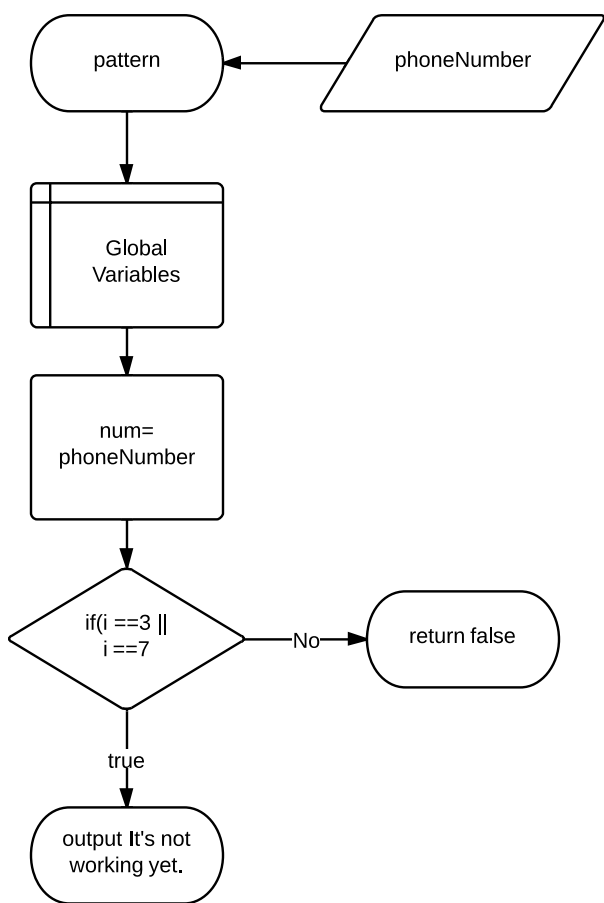 pattern
phoneNumber
Global
Variables
num=
phoneNumber
if(i ==3 ||
i ==7
No
return false
true
output It's not
working yet.